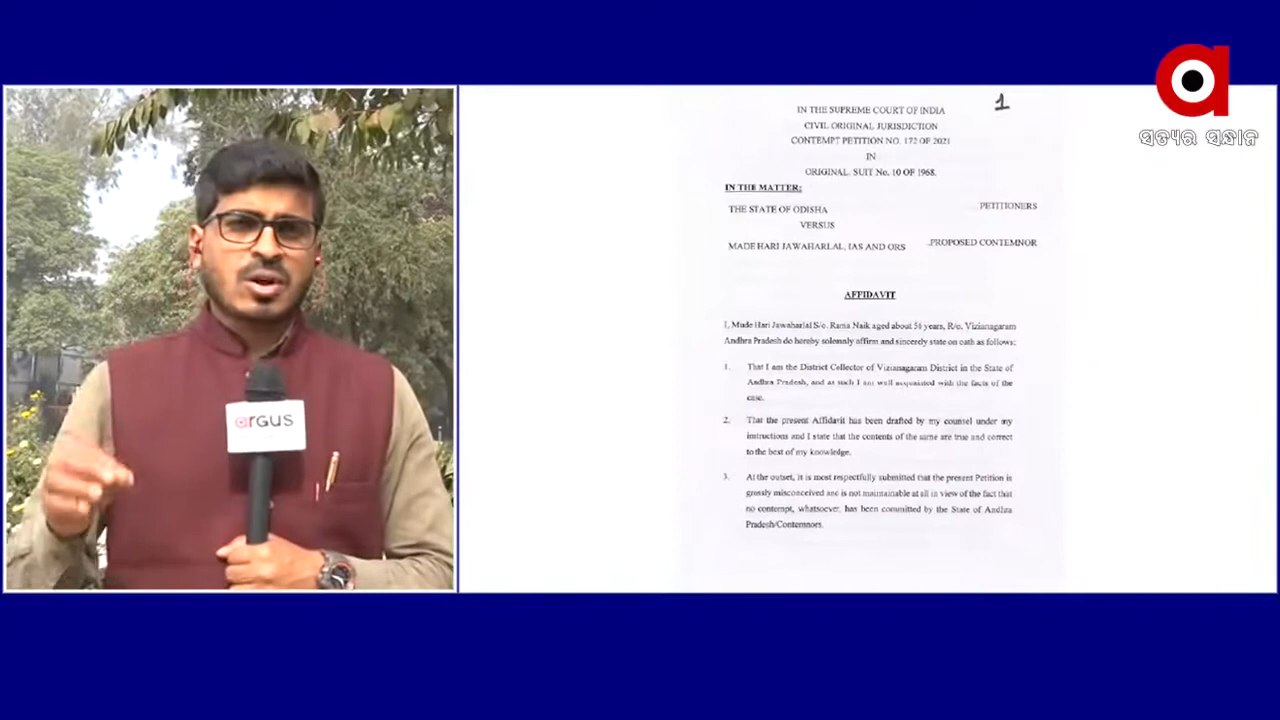 argus
IN THE SUPREME COURT OF INDIA
1
CIVIL ORIGINAL JURISDICTION
CONTEMPT PETITION NO. 172 OF 2021
IN
ORIGINAL. SUIT No. 10 OF 1968.
IN THE MATTER:
THE STATE OF ODISHA ..PETITIONERS
VERSUS
MADE HARI JAWAHARLAL, IAS AND ORS ..PROPOSED CONTEMNOR
AFFIDAVIT
I, Mude Hari Jawaharlal S/o. Rama Naik aged about 56 years, R/o. Vizianagaram
Andhra Pradesh do hereby solemnly affirm and sincerely state on oath as follows:
1. That I am the District Collector of Vizianagaram District in the State of
Andhra Pradesh, and as such I am well acquainted with the facts of the
case.
2. That the present Affidavit has been drafted by my counsel under my
instructions and I state that the contents of the same are true and correct
to the best of my knowledge.
3. At the outset, it is most respectfully submitted that the present Petition is
grossly misconceived and is not maintainable at all in view of the fact that
no contempt, whatsoever, has been committed by the State of Andhra
Pradesh/Contemnors.
a
ସତ୍ୟର ସନ୍ଧାନ